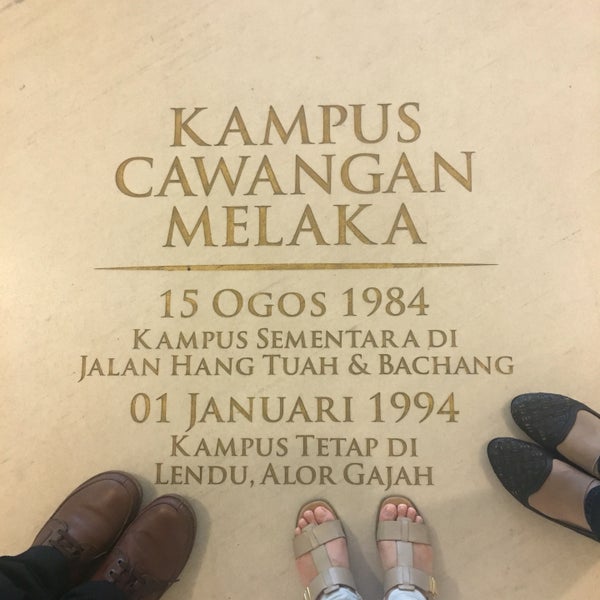 KAMPUS
CAWANGAN
MELAKA
15 OGOS 1984
KAMPUS SEMENTARA DI
JALAN HANG TUAH & BACHANG
01 JANUARI 1994
KAMPUS TETAP DI
LENDU, ALOR GAJAH